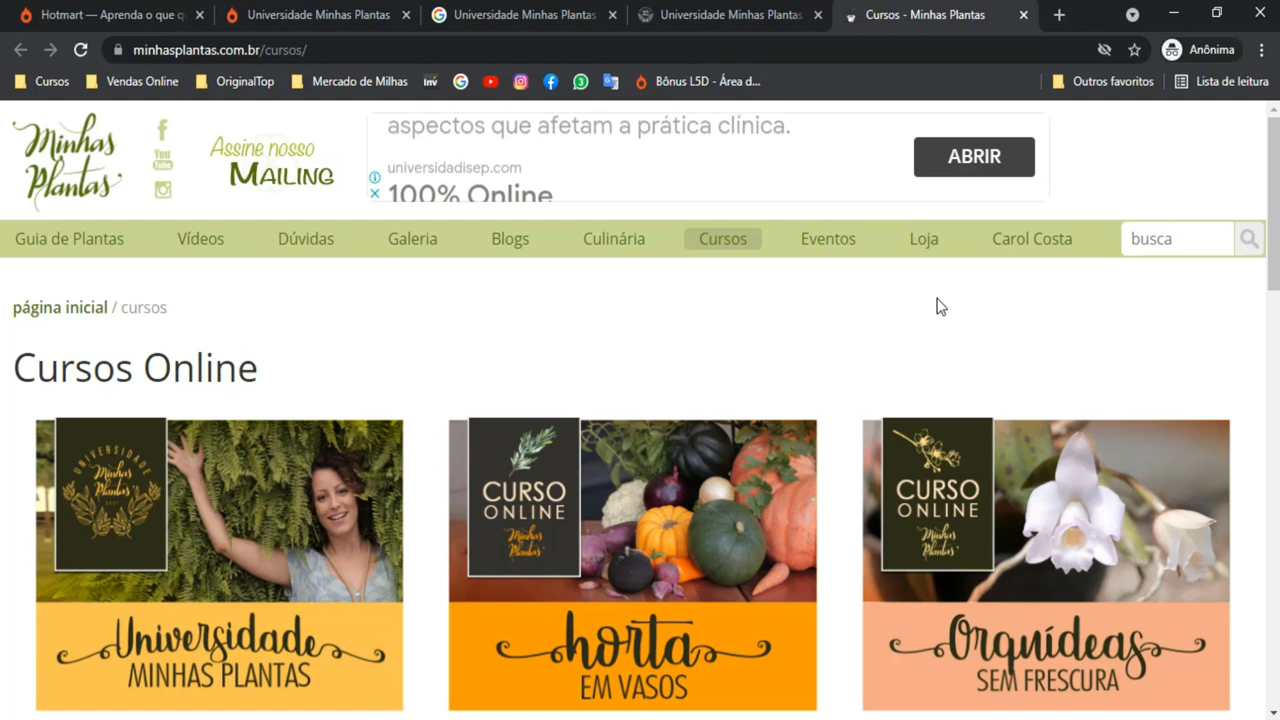 Hotmart — Aprenda o que q
Universidade Minhas Plantas
Universidade Minhas Plantas
Universidade Minhas Plantas
Cursos - Minhas Plantas
minhasplantas.com.br/cursos/
Anônima
Cursos
Vendas Online
OriginalTop
Mercado de Milhas
inv
Bônus L5D - Área d...
Outros favoritos
Lista de leitura
Minhas
Plantas
You
Tube
Assine nosso
MAILING
aspectos que afetam a prática clínica.
universidadisep.com
100% Online
ABRIR
Guia de Plantas
Vídeos
Dúvidas
Galeria
Blogs
Culinária
Cursos
Eventos
Loja
Carol Costa
busca
página inicial / cursos
Cursos Online
UNIVERSIDADE
Minhas
Plantas
Universidade
MINHAS PLANTAS
CURSO
ONLINE
Minhas
Plantas
horta
EM VASOS
CURSO
ONLINE
Minhas
Plantas
Orquídeas
SEM FRESCURA